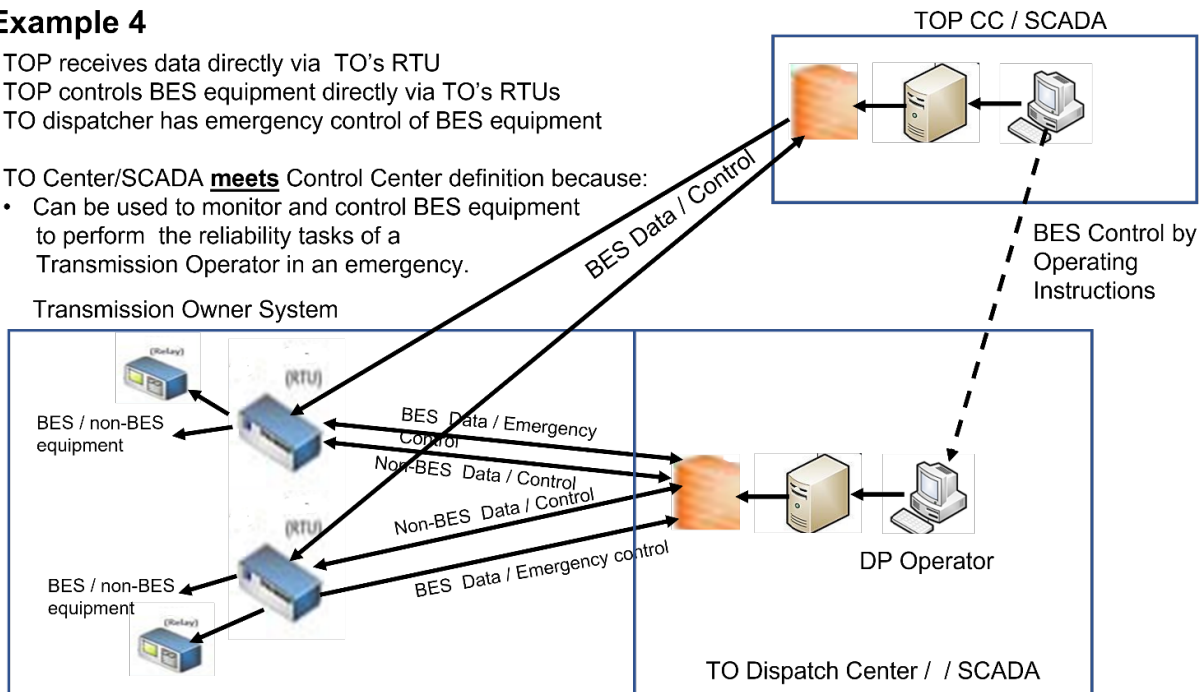 Example 4
TOP CC / SCADA
TOP receives data directly via TO's RTU
TOP controls BES equipment directly via TO's RTUs
TO dispatcher has emergency control of BES equipment
TO Center/SCADA meets Control Center definition because:
• Can be used to monitor and control BES equipment
to perform the reliability tasks of a
Transmission Operator in an emergency.
BES Data / Control
BES Control by
Operating
Instructions
Transmission Owner System
(Relay)
(RTU)
BES / non-BES
equipment
BES Data / Emergency
Control
Non-BES Data / Control
Non-BES Data / Control
BES Data / Emergency control
(RTU)
BES / non-BES
equipment
(Relay)
DP Operator
TO Dispatch Center / / SCADA